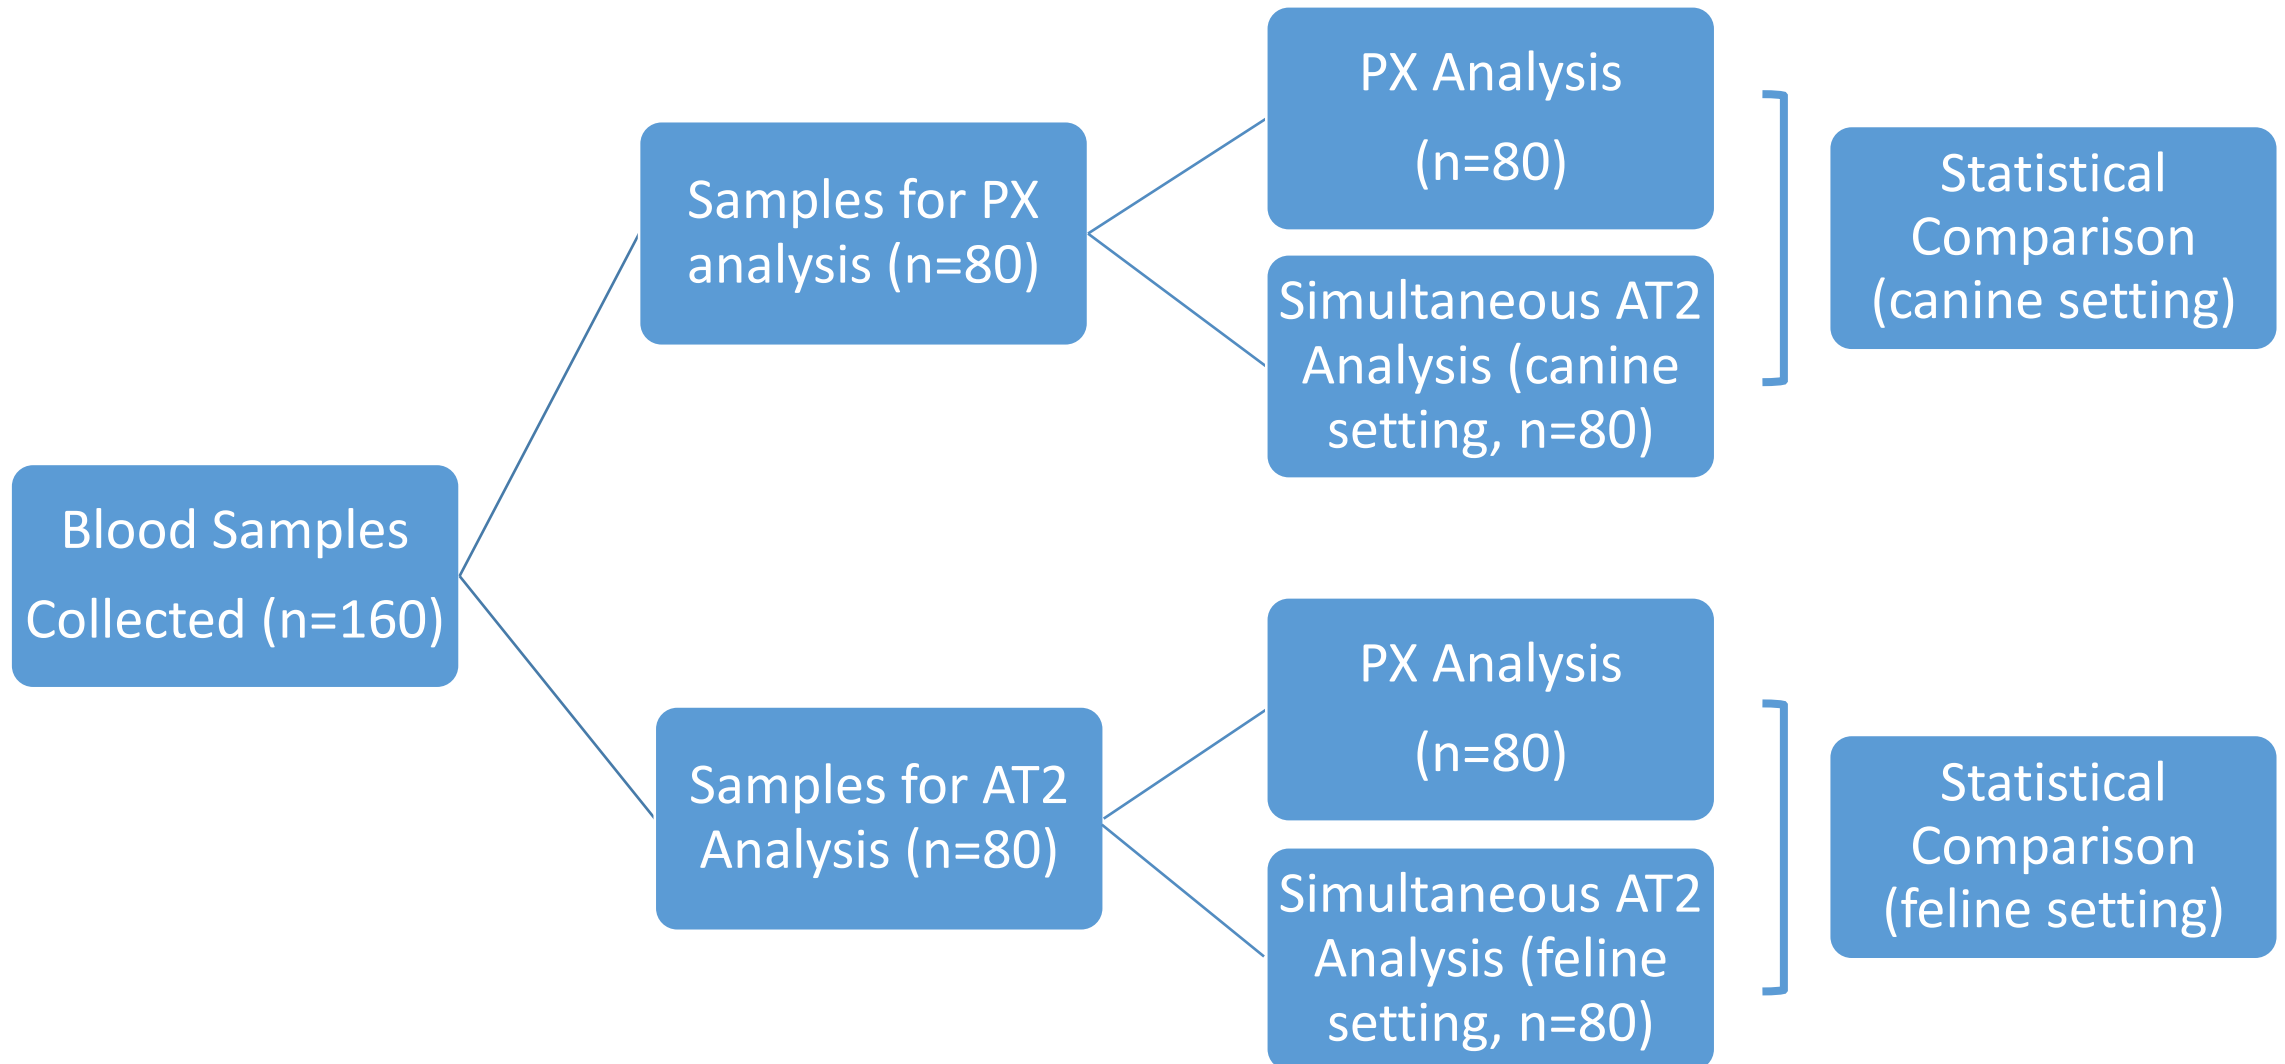 Blood Samples
Collected (n=160)
Samples for PX
analysis (n=80)
PX Analysis
(n=80)
Simultaneous AT2
Analysis (canine
setting, n=80)
Statistical
Comparison
(canine setting)
Samples for AT2
Analysis (n=80)
PX Analysis
(n=80)
Simultaneous AT2
Analysis (feline
setting, n=80)
Statistical
Comparison
(feline setting)